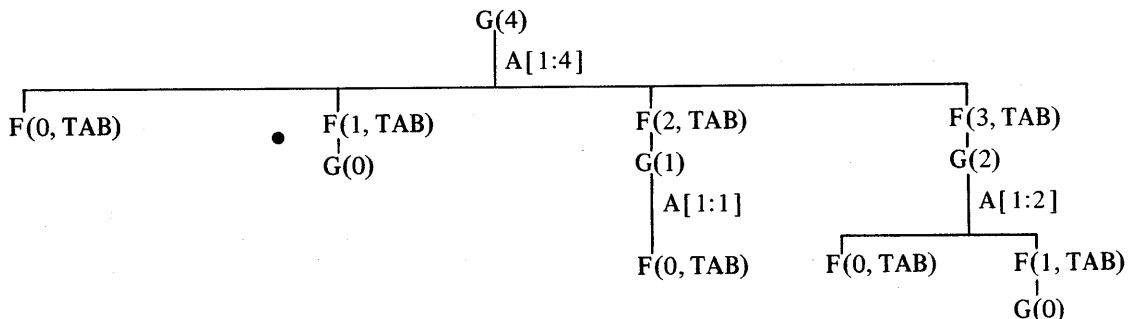 G(4)
A[1:4]
F(0, TAB) F(1, TAB) F(2, TAB) F(3, TAB)
G(0) G(1) G(2)
A[1:1] A[1:2]
F(0, TAB) F(0, TAB) F(1, TAB)
G(0)